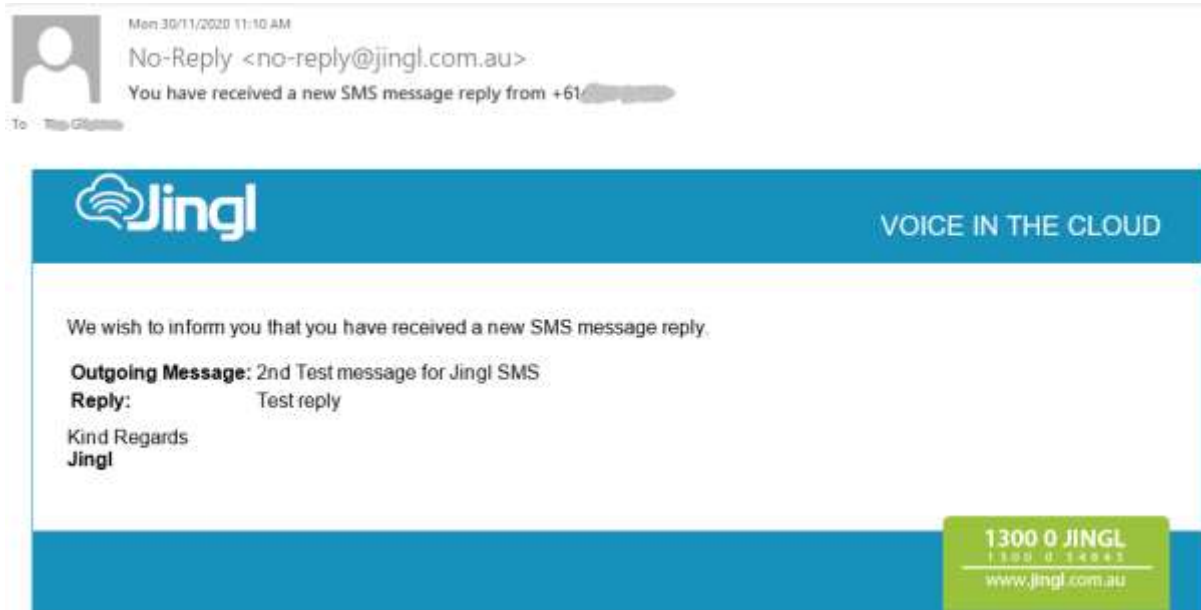 Mon 30/11/2020 11:10 AM
No-Reply <no-reply@jingl.com.au>
You have received a new SMS message reply from +61
To
Jingl
VOICE IN THE CLOUD
We wish to inform you that you have received a new SMS message reply.
Outgoing Message: 2nd Test message for Jingl SMS
Reply: Test reply
Kind Regards
Jingl
1300 0 JINGL
1300 0 54645
www.jingl.com.au